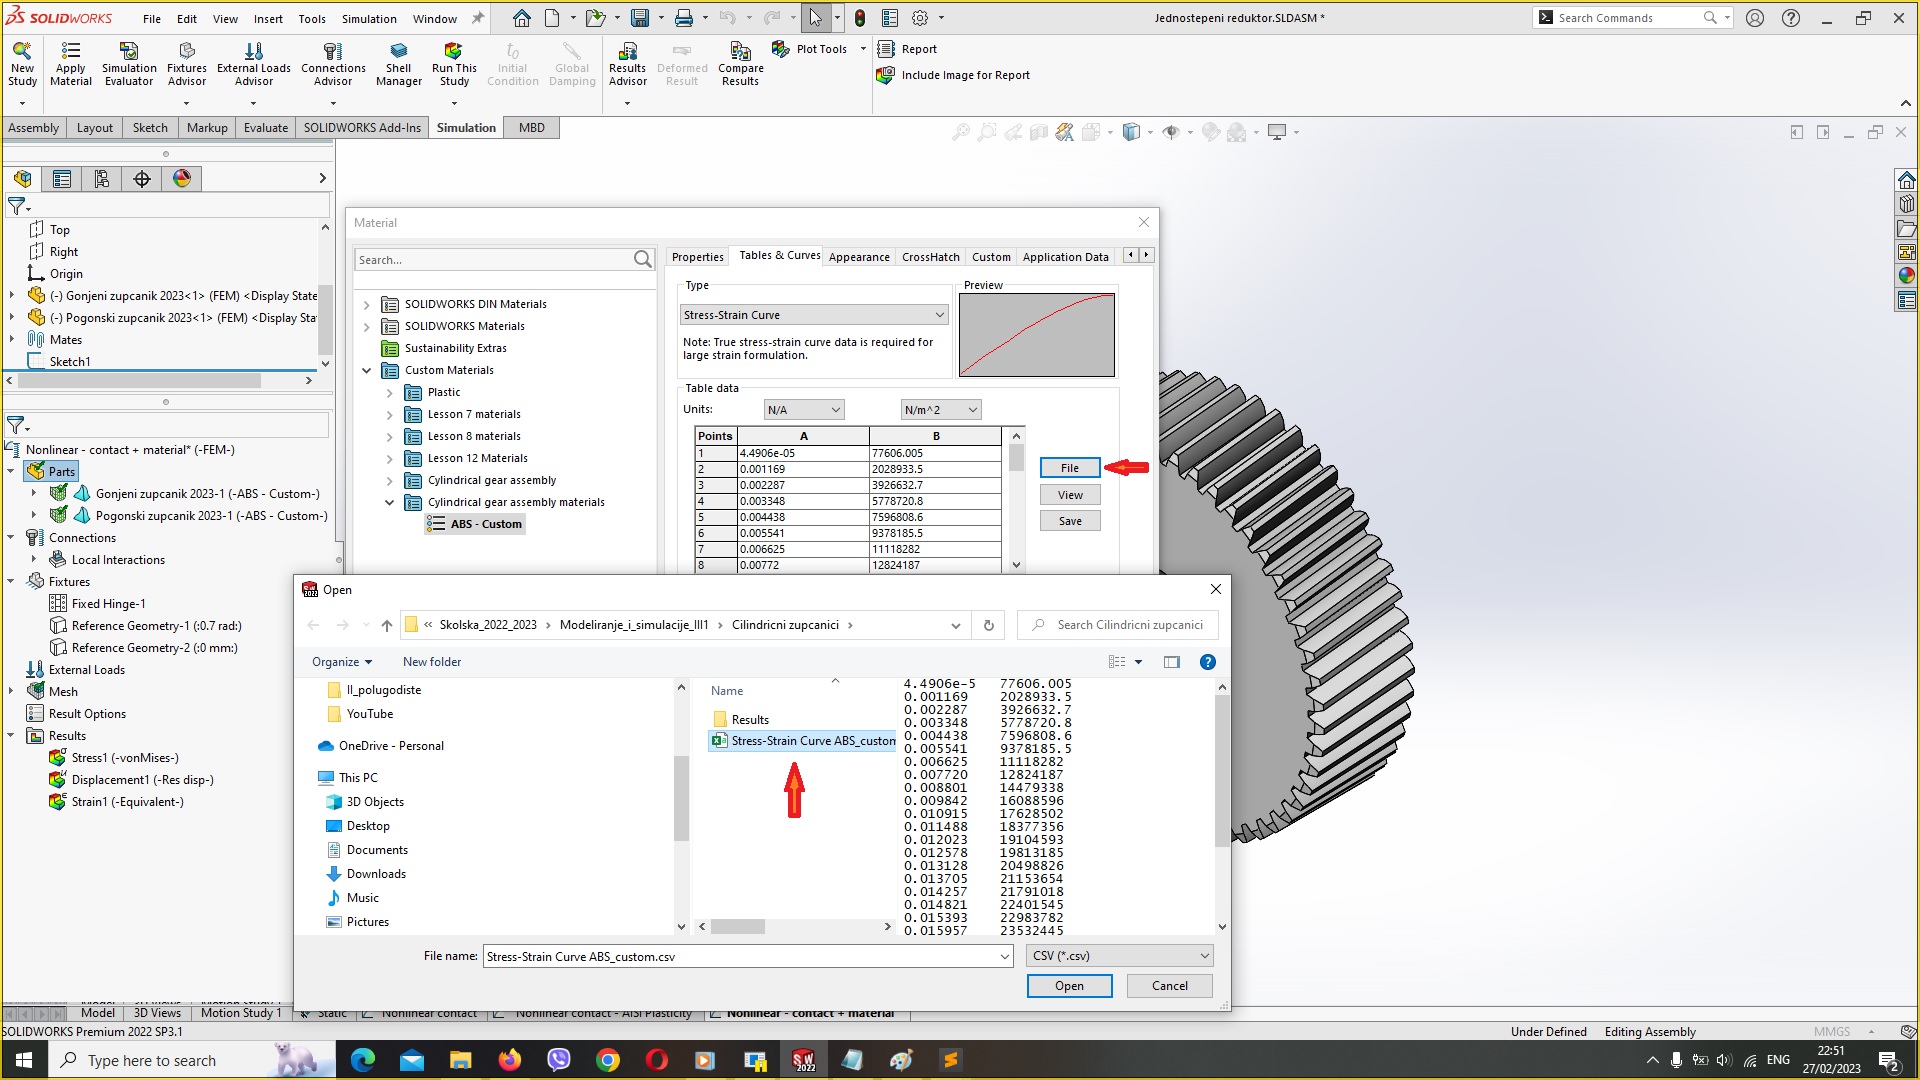 SOLIDWORKS File Edit View Insert Tools Simulation Window Jednostepeni reduktor.SLDASM * Search Commands
New Study
Apply Material
Simulation Evaluator
Fixtures Advisor
External Loads Advisor
Connections Advisor
Shell Manager
Run This Study
Initial Condition
Global Damping
Results Advisor
Deformed Result
Compare Results
Plot Tools
Report
Include Image for Report
Assembly Layout Sketch Markup Evaluate SOLIDWORKS Add-Ins Simulation MBD
Top
Right
Origin
(-) Gonjeni zupcanik 2023<1> (FEM) <Display State
(-) Pogonski zupcanik 2023<1> (FEM) <Display Sta
Mates
Sketch1
Nonlinear - contact + material* (-FEM-)
Parts
Gonjeni zupcanik 2023-1 (-ABS - Custom-)
Pogonski zupcanik 2023-1 (-ABS - Custom-)
Connections
Local Interactions
Fixtures
Fixed Hinge-1
Reference Geometry-1 (:0.7 rad:)
Reference Geometry-2 (:0 mm:)
External Loads
Mesh
Result Options
Results
Stress1 (-vonMises-)
Displacement1 (-Res disp-)
Strain1 (-Equivalent-)
Material
Search...
SOLIDWORKS DIN Materials
SOLIDWORKS Materials
Sustainability Extras
Custom Materials
Plastic
Lesson 7 materials
Lesson 8 materials
Lesson 12 Materials
Cylindrical gear assembly
Cylindrical gear assembly materials
ABS - Custom
Properties Tables & Curves Appearance CrossHatch Custom Application Data
Type
Stress-Strain Curve
Note: True stress-strain curve data is required for
large strain formulation.
Preview
Table data
Units: N/A N/m^2
Points A B
1 4.4906e-05 77606.005
2 0.001169 2028933.5
3 0.002287 3926632.7
4 0.003348 5778720.8
5 0.004438 7596808.6
6 0.005541 9378185.5
7 0.006625 11118282
8 0.00772 12824187
File
View
Save
Open
« Skolska_2022_2023 › Modeliranje_i_simulacije_III1 › Cilindricni zupcanici › Search Cilindricni zupcanici
Organize New folder
II_polugodiste
YouTube
OneDrive - Personal
This PC
3D Objects
Desktop
Documents
Downloads
Music
Pictures
Name
Results
Stress-Strain Curve ABS_custom
4.4906e-5 77606.005
0.001169 2028933.5
0.002287 3926632.7
0.003348 5778720.8
0.004438 7596808.6
0.005541 9378185.5
0.006625 11118282
0.007720 12824187
0.008801 14479338
0.009842 16088596
0.010915 17628502
0.011488 18377356
0.012023 19104593
0.012578 19813185
0.013128 20498826
0.013705 21153654
0.014257 21791018
0.014821 22401545
0.015393 22983782
0.015957 23532445
File name: Stress-Strain Curve ABS_custom.csv CSV (*.csv)
Open Cancel
Model 3D Views Motion Study 1 Static Nonlinear contact Nonlinear contact - AISI Plasticity Nonlinear - contact + material
SOLIDWORKS Premium 2022 SP3.1 Under Defined Editing Assembly MMGS
Type here to search ENG 22:51
27/02/2023 2